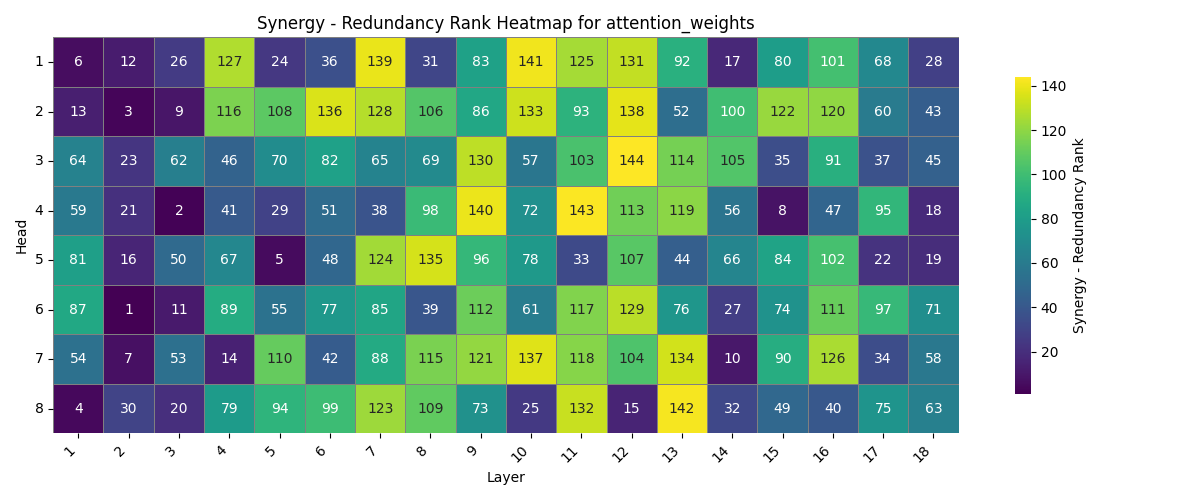 Synergy - Redundancy Rank Heatmap for attention_weights
Head
1 6 12 26 127 24 36 139 31 83 141 125 131 92 17 80 101 68 28
2 13 3 9 116 108 136 128 106 86 133 93 138 52 100 122 120 60 43
3 64 23 62 46 70 82 65 69 130 57 103 144 114 105 35 91 37 45
4 59 21 2 41 29 51 38 98 140 72 143 113 119 56 8 47 95 18
5 81 16 50 67 5 48 124 135 96 78 33 107 44 66 84 102 22 19
6 87 1 11 89 55 77 85 39 112 61 117 129 76 27 74 111 97 71
7 54 7 53 14 110 42 88 115 121 137 118 104 134 10 90 126 34 58
8 4 30 20 79 94 99 123 109 73 25 132 15 142 32 49 40 75 63
1 2 3 4 5 6 7 8 9 10 11 12 13 14 15 16 17 18
Layer
140
120
100
80
60
40
20
Synergy - Redundancy Rank